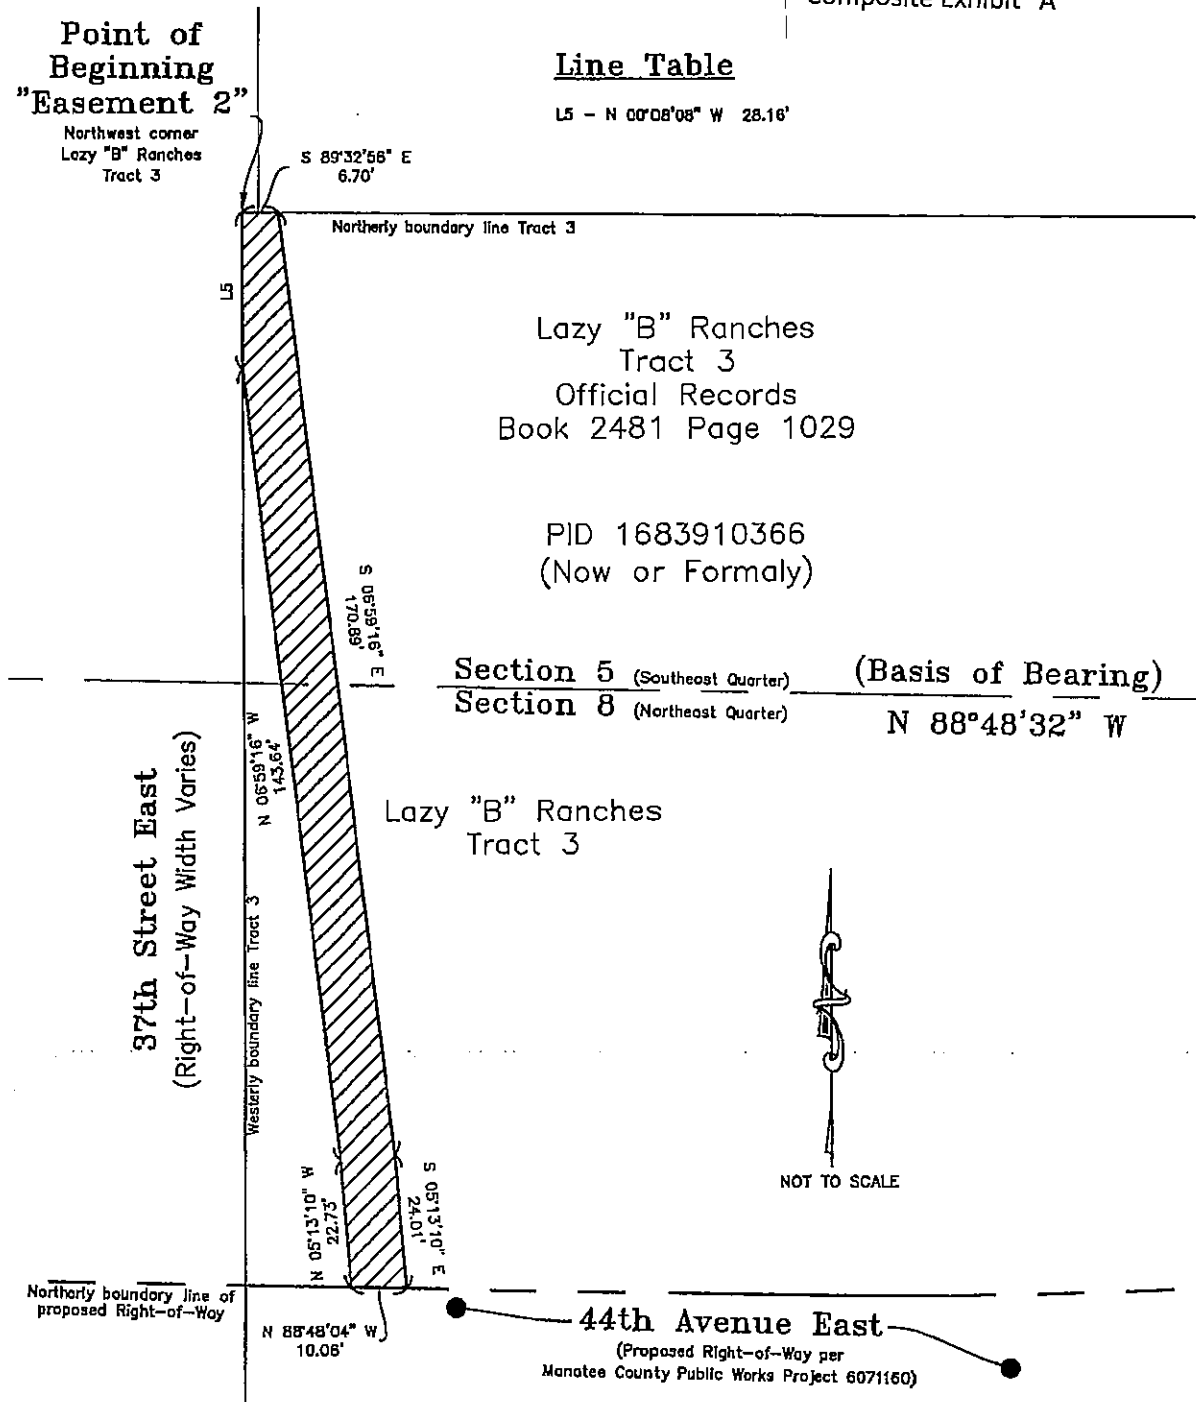 Composite Exhibit "A"
Point of
Beginning
"Easement 2"
Northwest corner
Lazy "B" Ranches
Tract 3
Line Table
L5 - N 00°08'08" W 28.16'
S 89°32'56" E
6.70'
Northerly boundary line Tract 3
L5
Lazy "B" Ranches
Tract 3
Official Records
Book 2481 Page 1029
PID 1683910366
(Now or Formaly)
S 06°59'16" E
170.89'
Section 5 (Southeast Quarter)
Section 8 (Northeast Quarter)
(Basis of Bearing)
N 88°48'32" W
N 06°59'16" W
143.64'
37th Street East
(Right-of-Way Width Varies)
Westerly boundary line Tract 3
Lazy "B" Ranches
Tract 3
NOT TO SCALE
N 05°13'10" W
22.73'
S 05°13'10" E
24.01'
Northerly boundary line of
proposed Right-of-Way
N 88°48'04" W
10.06'
44th Avenue East
(Proposed Right-of-Way per
Manatee County Public Works Project 6071160)